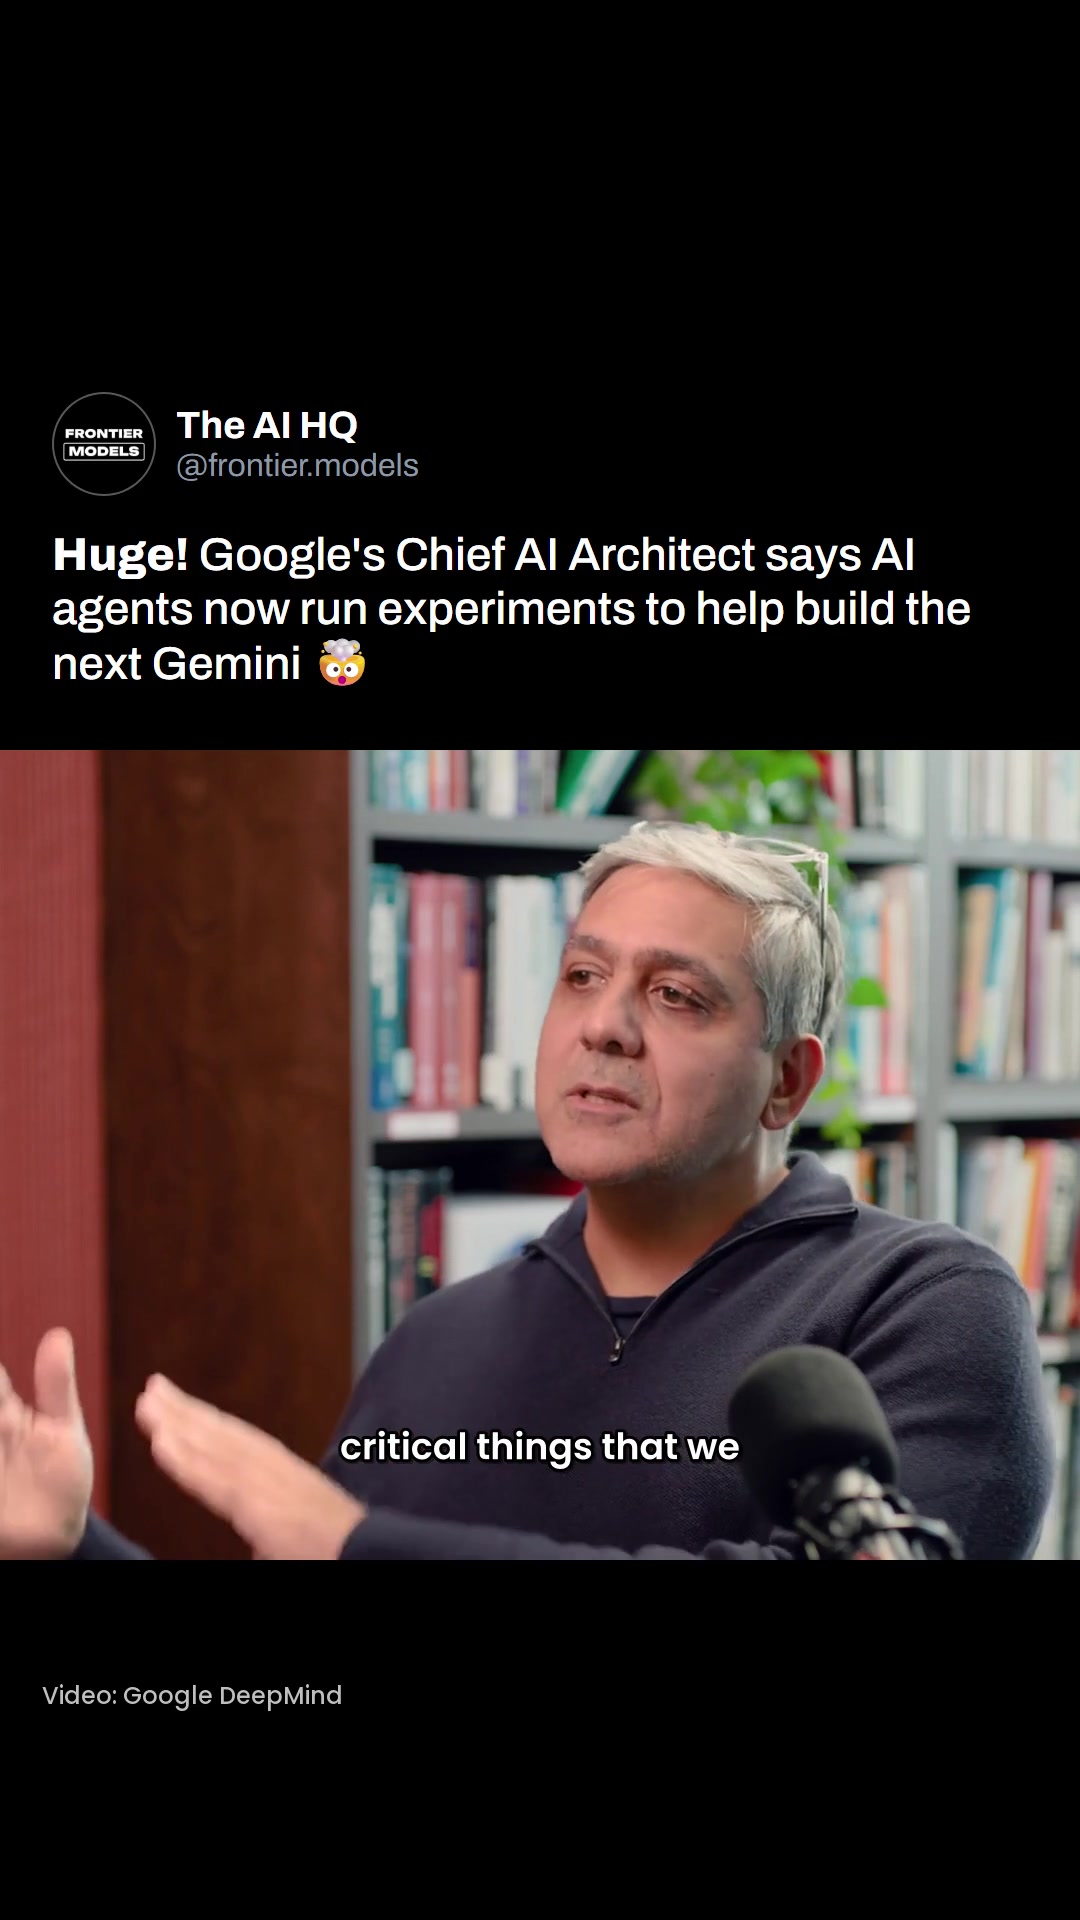 FRONTIER
MODELS
The AI HQ
@frontier.models
Huge! Google's Chief AI Architect says AI
agents now run experiments to help build the
next Gemini 🤯
critical things that we
Video: Google DeepMind